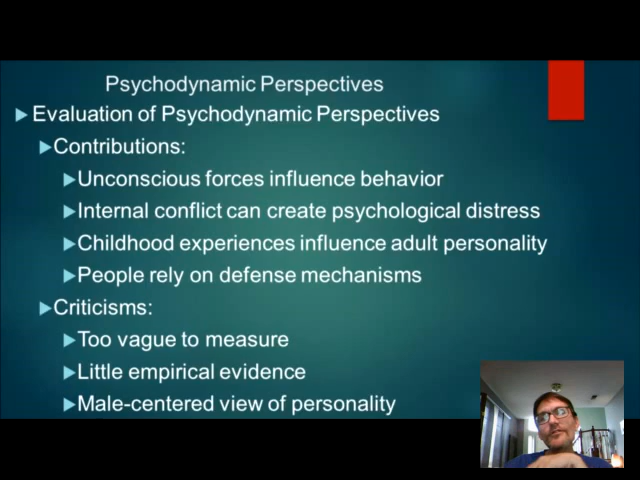 Psychodynamic Perspectives
Evaluation of Psychodynamic Perspectives
Contributions:
Unconscious forces influence behavior
Internal conflict can create psychological distress
Childhood experiences influence adult personality
People rely on defense mechanisms
Criticisms:
Too vague to measure
Little empirical evidence
Male-centered view of personality